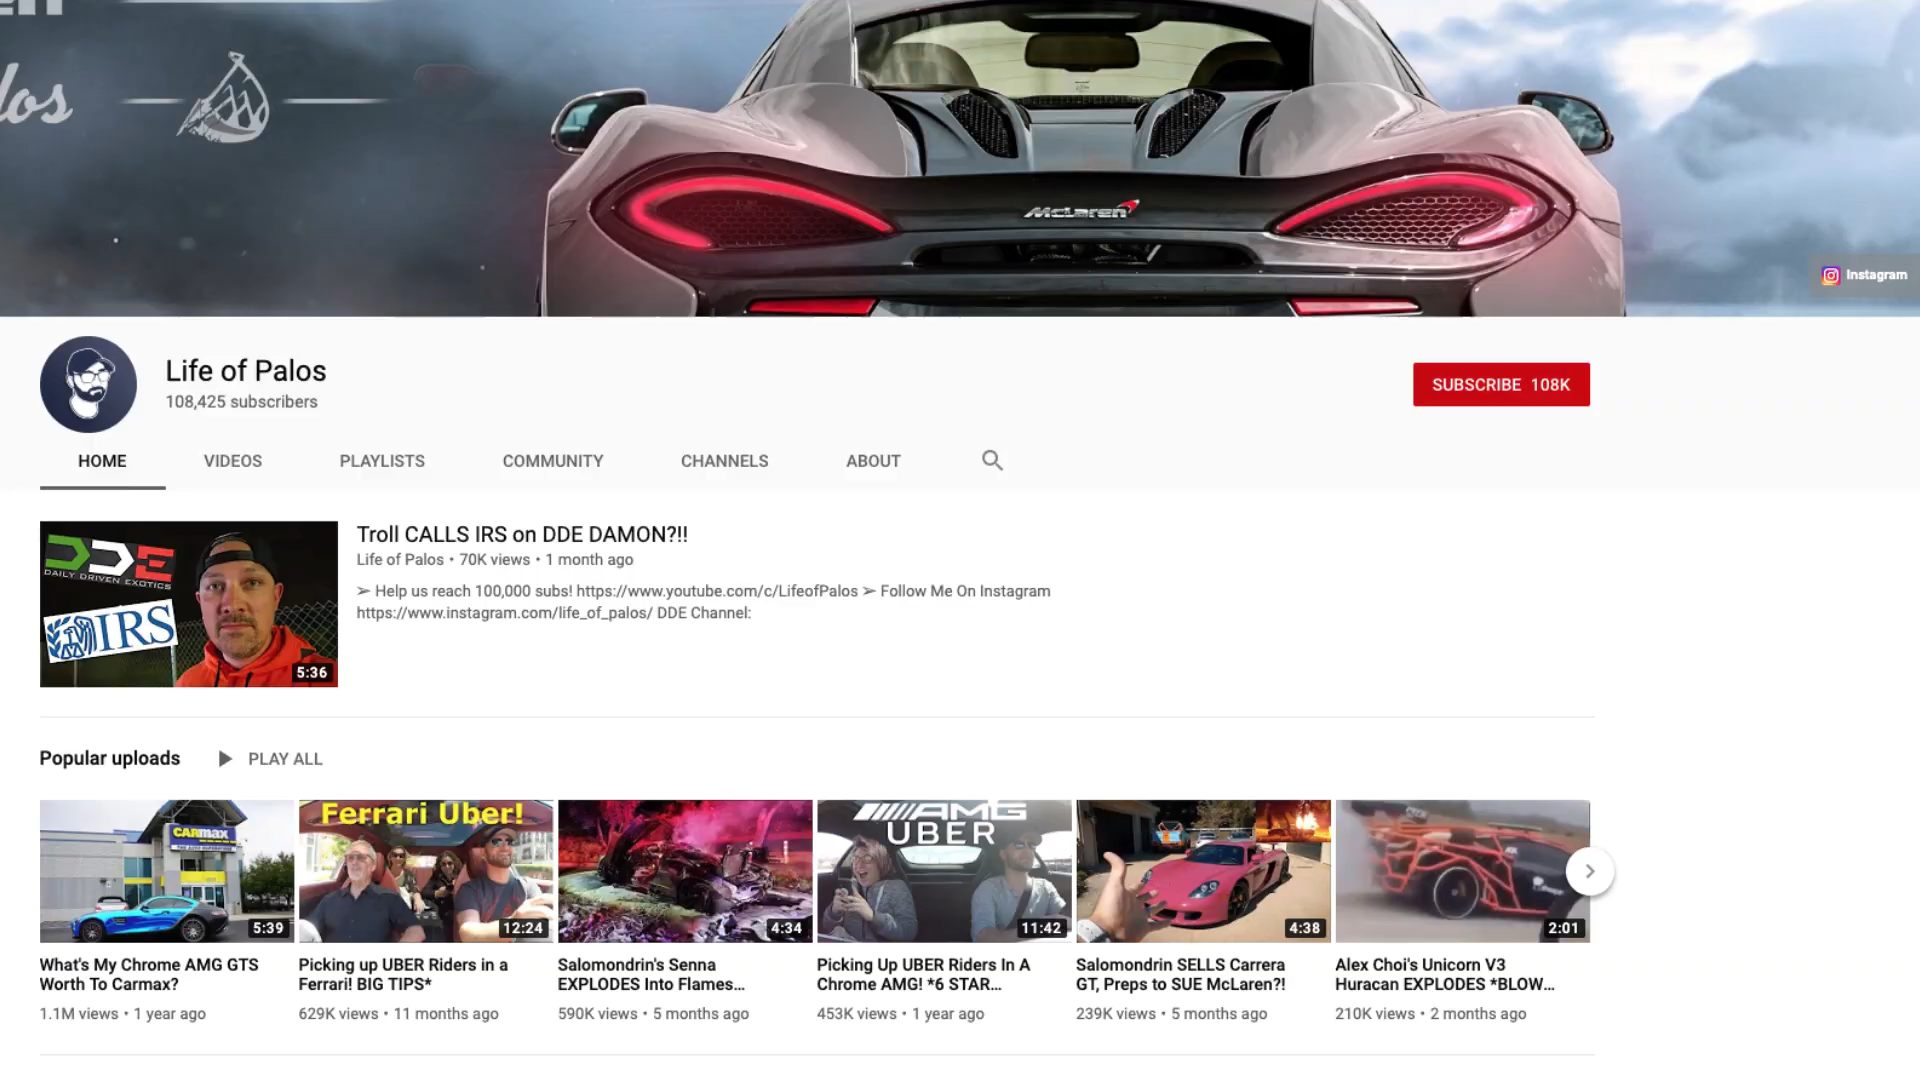 McLaren
Instagram
Life of Palos
108,425 subscribers
SUBSCRIBE 108K
HOME
VIDEOS
PLAYLISTS
COMMUNITY
CHANNELS
ABOUT
DDE
DAILY DRIVEN EXOTICS
IRS
5:36
Troll CALLS IRS on DDE DAMON?!!
Life of Palos • 70K views • 1 month ago
➢ Help us reach 100,000 subs! https://www.youtube.com/c/LifeofPalos ➢ Follow Me On Instagram
https://www.instagram.com/life_of_palos/ DDE Channel:
Popular uploads
PLAY ALL
CARMAX
5:39
Ferrari Uber!
12:24
4:34
AMG
UBER
11:42
4:38
2:01
What's My Chrome AMG GTS
Worth To Carmax?
1.1M views • 1 year ago
Picking up UBER Riders in a
Ferrari! BIG TIPS*
629K views • 11 months ago
Salomondrin's Senna
EXPLODES Into Flames...
590K views • 5 months ago
Picking Up UBER Riders In A
Chrome AMG! *6 STAR...
453K views • 1 year ago
Salomondrin SELLS Carrera
GT, Preps to SUE McLaren?!
239K views • 5 months ago
Alex Choi's Unicorn V3
Huracan EXPLODES *BLOW...
210K views • 2 months ago